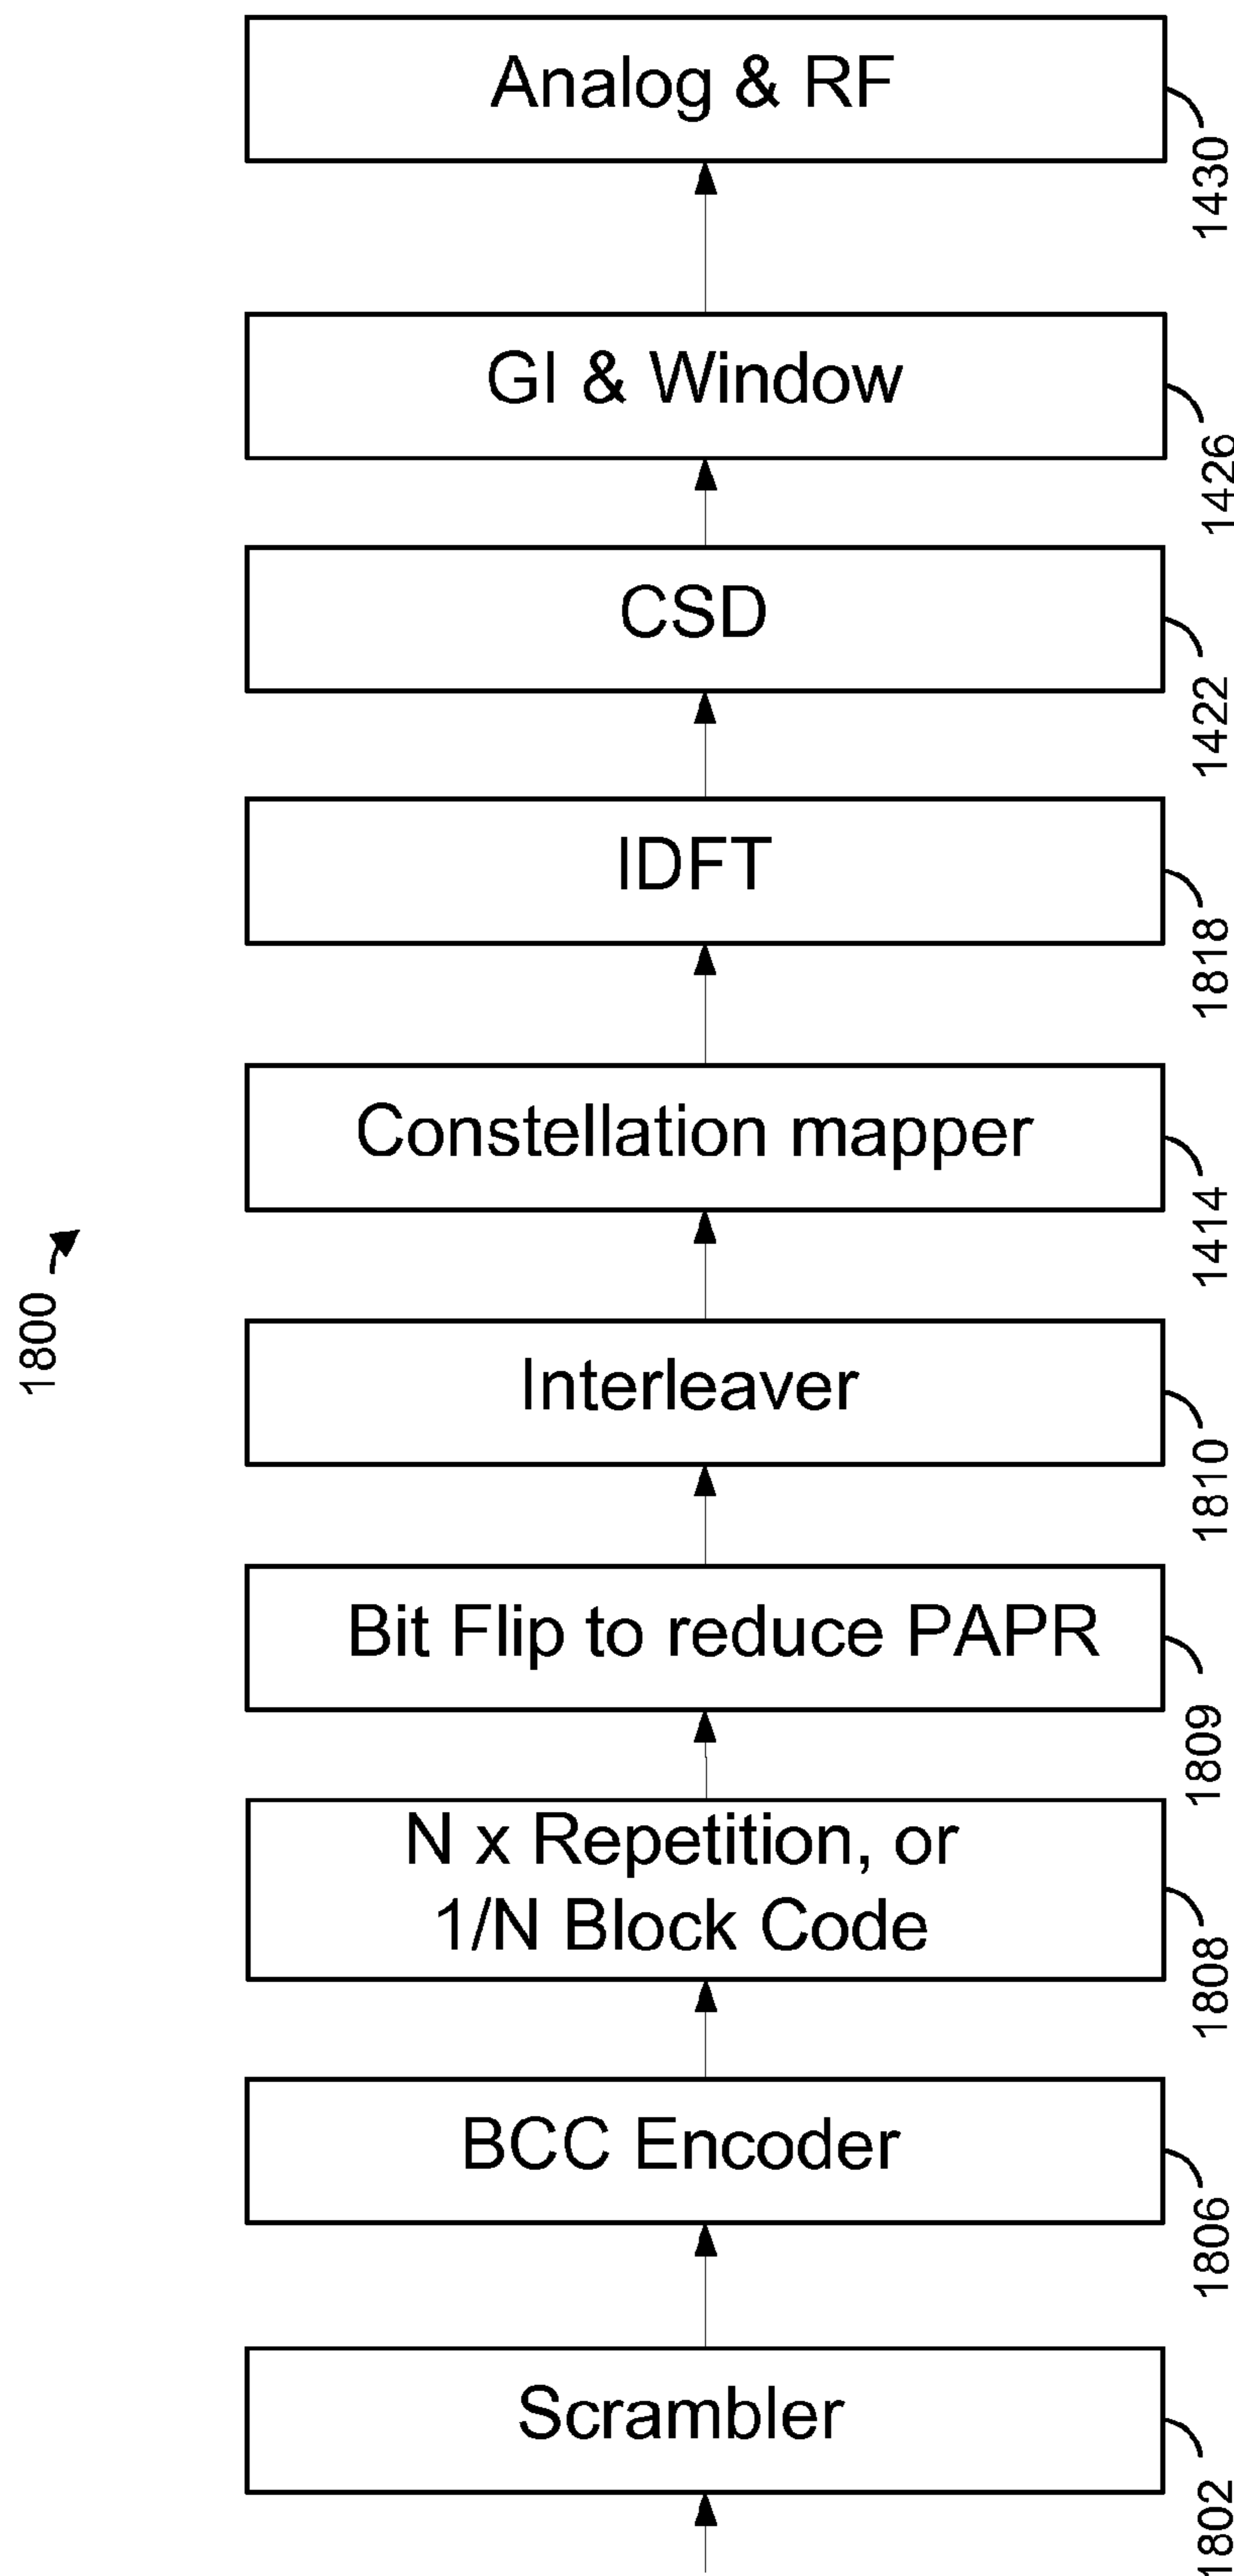 Analog & RF
1430
GI & Window
1426
CSD
1422
IDFT
1818
Constellation mapper
1414
1800
Interleaver
1810
Bit Flip to reduce PAPR
1809
N x Repetition, or
1/N Block Code
1808
BCC Encoder
1806
Scrambler
1802